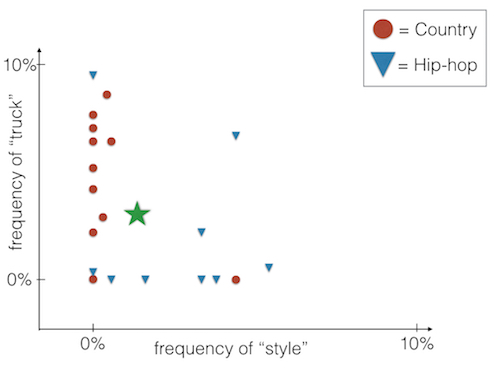 = Country
= Hip-hop
10%
frequency of “truck”
0%
0%
frequency of “style”
10%